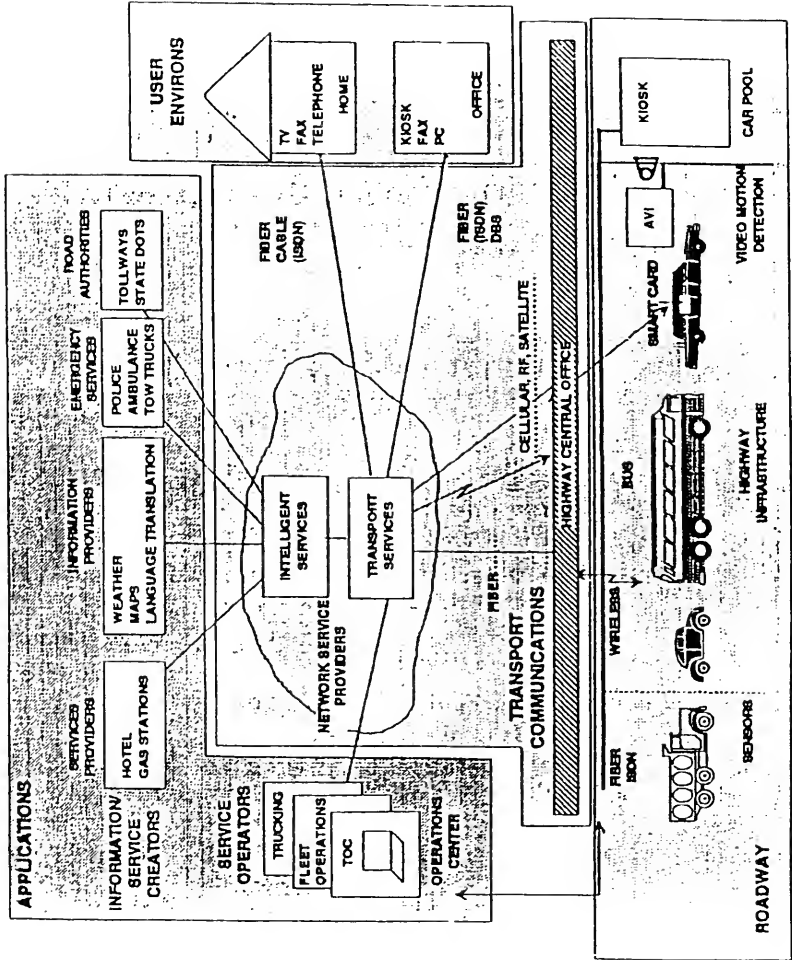 APPLICATIONS
INFORMATION/
SERVICE
CREATORS
SERVICES
PROVIDERS
HOTEL
GAS STATIONS
INFORMATION
PROVIDERS
WEATHER
MAPS
LANGUAGE TRANSLATION
EMERGENCY
SERVICES
POLICE
AMBULANCE
TOW TRUCKS
ROAD
AUTHORITIES
TOLLWAYS
STATE DOTS
USER
ENVIRONS
TV
FAX
TELEPHONE
HOME
KIOSK
FAX
PC
OFFICE
SERVICE
OPERATORS
TRUCKING
FLEET
OPERATIONS
TOC
OPERATIONS
CENTER
INTELLIGENT
SERVICES
TRANSPORT
SERVICES
NETWORK SERVICE
PROVIDERS
FIBER
CABLE
(ISDN)
FIBER
(ISDN)
DBS
FIBER
CELLULAR, RF, SATELLITE
TRANSPORT
COMMUNICATIONS
HIGHWAY CENTRAL OFFICE
FIBER
ISDN
WIRELESS
BUS
SMART CARD
AVI
KIOSK
SENSORS
HIGHWAY
INFRASTRUCTURE
VIDEO MOTION
DETECTION
CAR POOL
ROADWAY